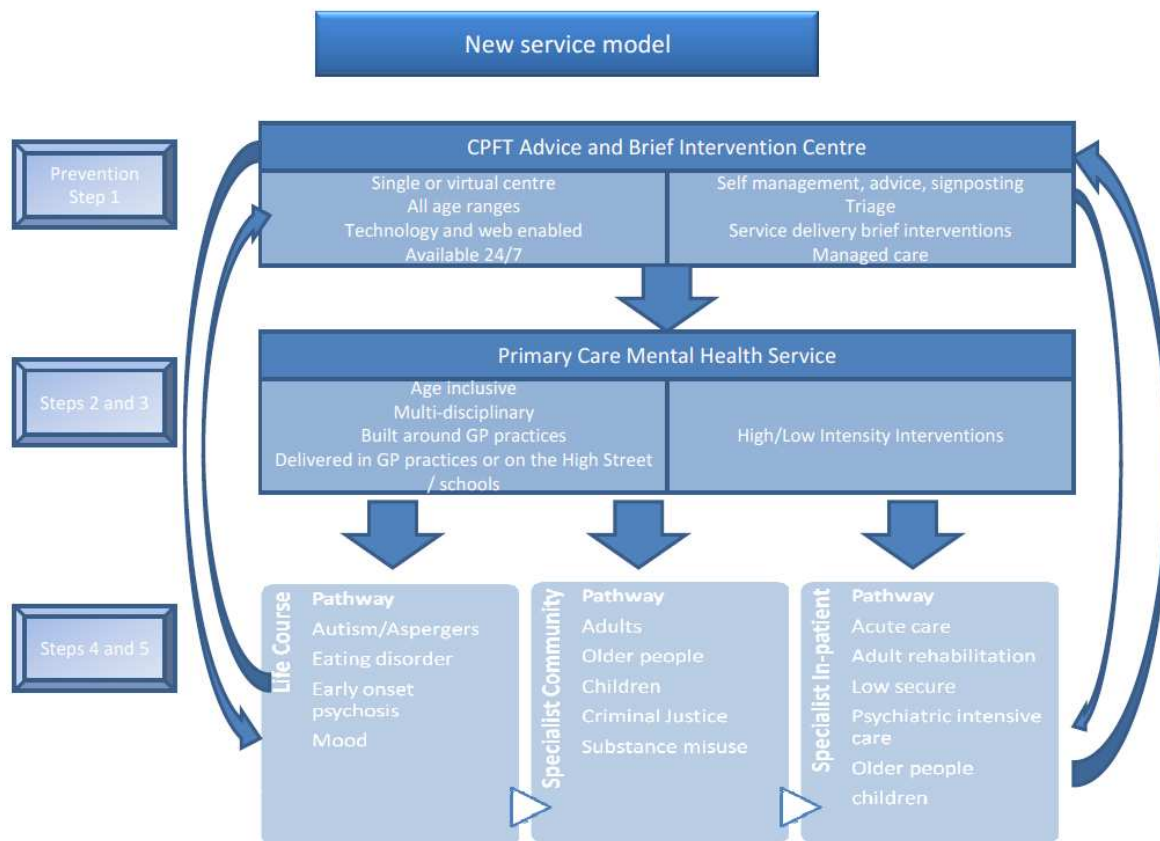 New service model
Prevention
Step 1
CPFT Advice and Brief Intervention Centre
Single or virtual centre
All age ranges
Technology and web enabled
Available 24/7
Self management, advice, signposting
Triage
Service delivery brief interventions
Managed care
Steps 2 and 3
Primary Care Mental Health Service
Age inclusive
Multi-disciplinary
Built around GP practices
Delivered in GP practices or on the High Street
/ schools
High/Low Intensity Interventions
Steps 4 and 5
Life Course
Pathway
Autism/Aspergers
Eating disorder
Early onset
psychosis
Mood
Specialist Community
Pathway
Adults
Older people
Children
Criminal Justice
Substance misuse
Specialist In-patient
Pathway
Acute care
Adult rehabilitation
Low secure
Psychiatric intensive
care
Older people
children